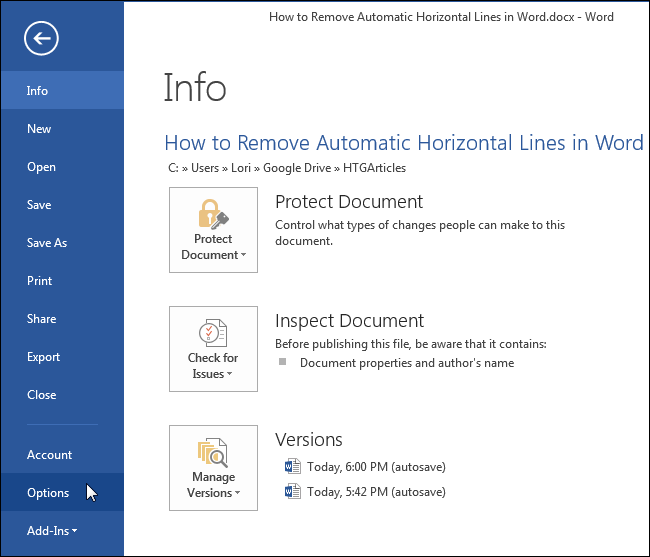 How to Remove Automatic Horizontal Lines in Word.docx - Word
Info
New
Open
Save
Save As
Print
Share
Export
Close
Account
Options
Add-Ins
Info
How to Remove Automatic Horizontal Lines in Word
C: » Users » Lori » Google Drive » HTGArticles
Protect
Document
Protect Document
Control what types of changes people can make to this
document.
Check for
Issues
Inspect Document
Before publishing this file, be aware that it contains:
Document properties and author's name
Manage
Versions
Versions
Today, 6:00 PM (autosave)
Today, 5:42 PM (autosave)